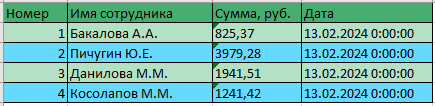 Номер Имя сотрудника Сумма, руб. Дата
1 Бакалова А.А. 825,37 13.02.2024 0:00:00
2 Пичугин Ю.Е. 3979,28 13.02.2024 0:00:00
3 Данилова М.М. 1941,51 13.02.2024 0:00:00
4 Косолапов М.М. 1241,42 13.02.2024 0:00:00